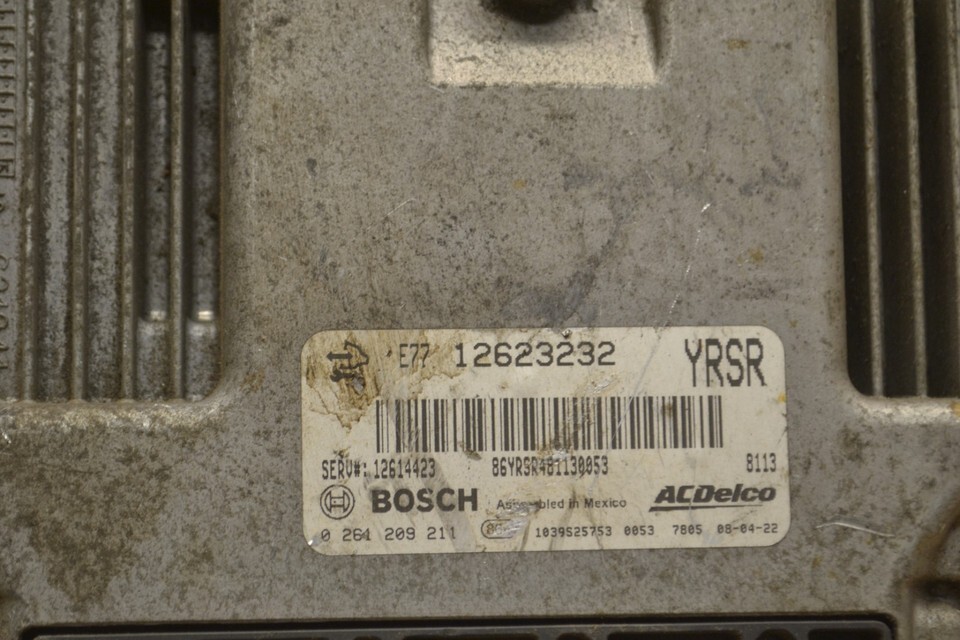 E77 12623232 YRSR
SERV#: 12614423 86YRSR481130053 8113
BOSCH Assembled in Mexico ACDelco
0 261 209 211 1039S25753 0053 7805 08-04-22